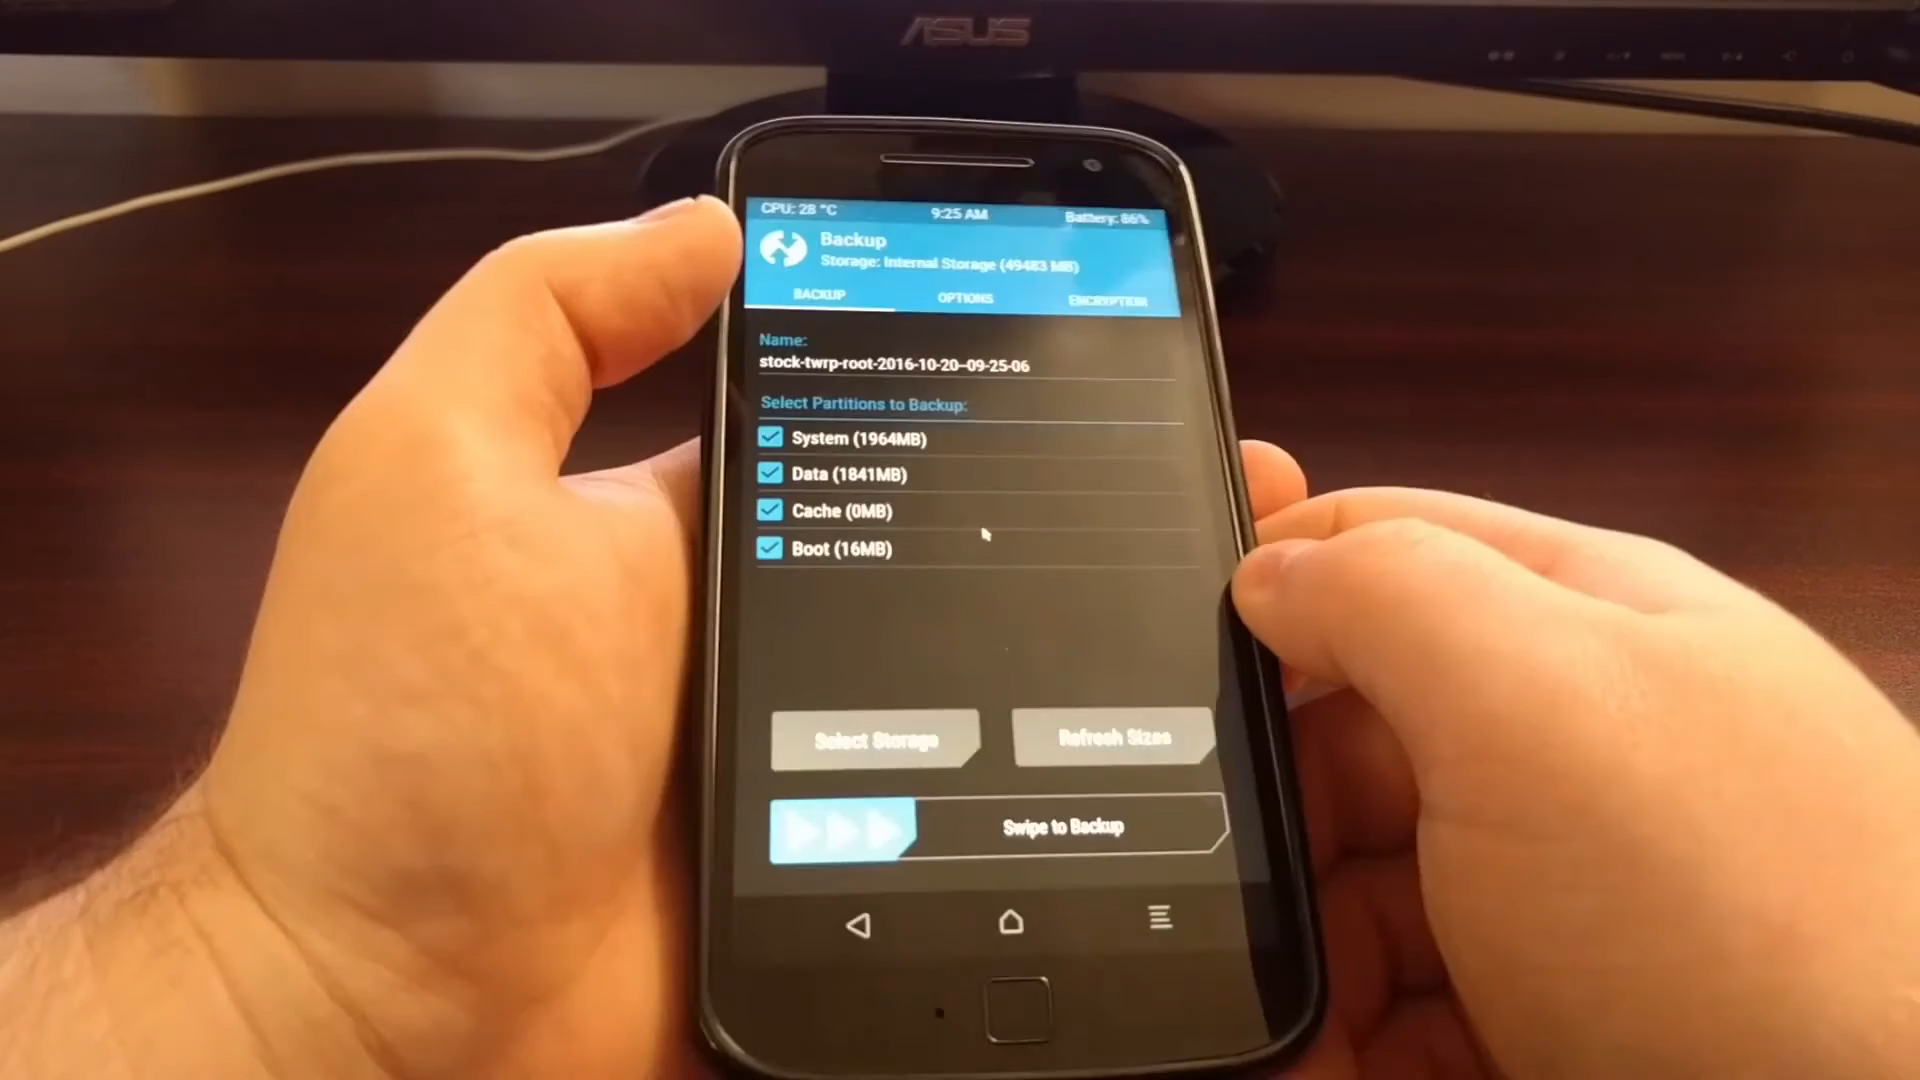 ASUS
CPU: 28 °C
9:25 AM
Battery: 86%
Backup
Storage: Internal Storage (49483 MB)
BACKUP
OPTIONS
ENCRYPTION
Name:
stock-twrp-root-2016-10-20--09-25-06
Select Partitions to Backup:
System (1964MB)
Data (1841MB)
Cache (0MB)
Boot (16MB)
Select Storage
Refresh Sizes
Swipe to Backup